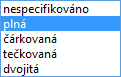 nespecifikováno
plná
čárkovaná
tečkovaná
dvojitá